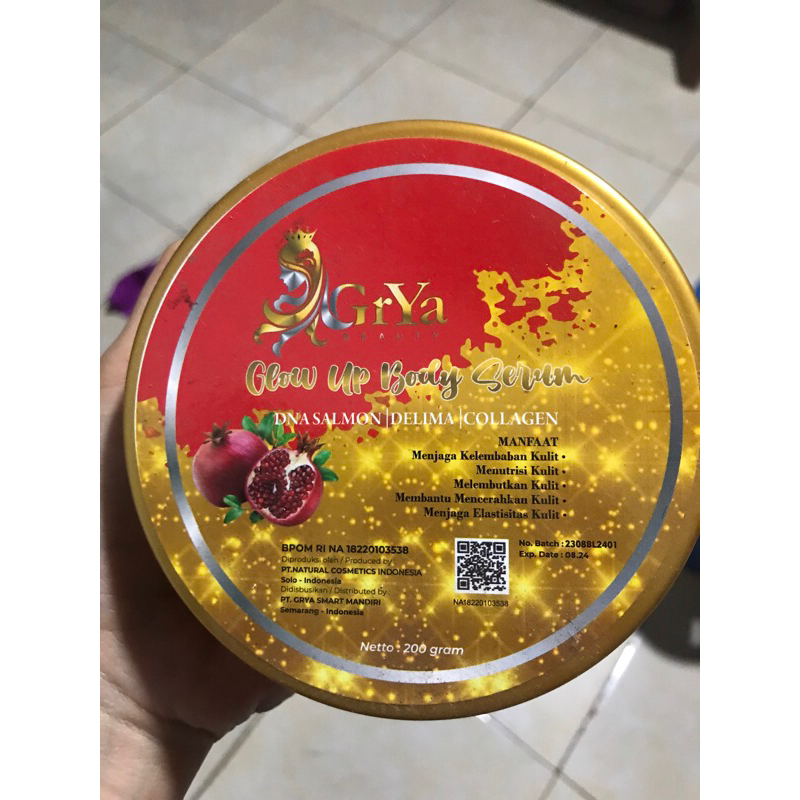 GrYa
BEAUTY
Glow Up Body Serum
DNA SALMON | DELIMA | COLLAGEN
MANFAAT
Menjaga Kelembaban Kulit •
Menutrisi Kulit •
Melembutkan Kulit •
Membantu Mencerahkan Kulit •
Menjaga Elastisitas Kulit •
BPOM RI NA 18220103538
Diproduksi oleh / Produced by
PT.NATURAL COSMETICS INDONESIA
Solo - Indonesia
Didisbusikan / Distributed by :
PT. GRYA SMART MANDIRI
Semarang - Indonesia
No. Batch : 23088L2401
Exp. Date : 08.24
NA18220103538
Netto : 200 gram